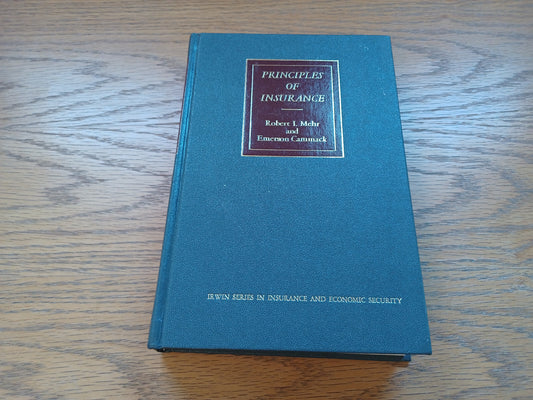 PRINCIPLES
OF
INSURANCE
Robert I. Mehr
and
Emerson Cammack
IRWIN SERIES IN INSURANCE AND ECONOMIC SECURITY